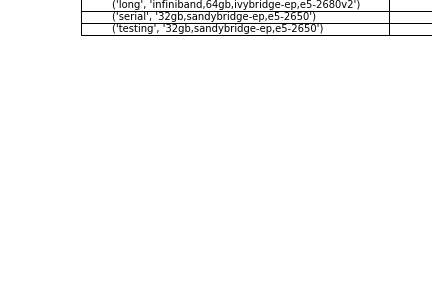 ('long', 'infiniband,64gb,ivybridge-ep,e5-2680v2')
('serial', '32gb,sandybridge-ep,e5-2650')
('testing', '32gb,sandybridge-ep,e5-2650')